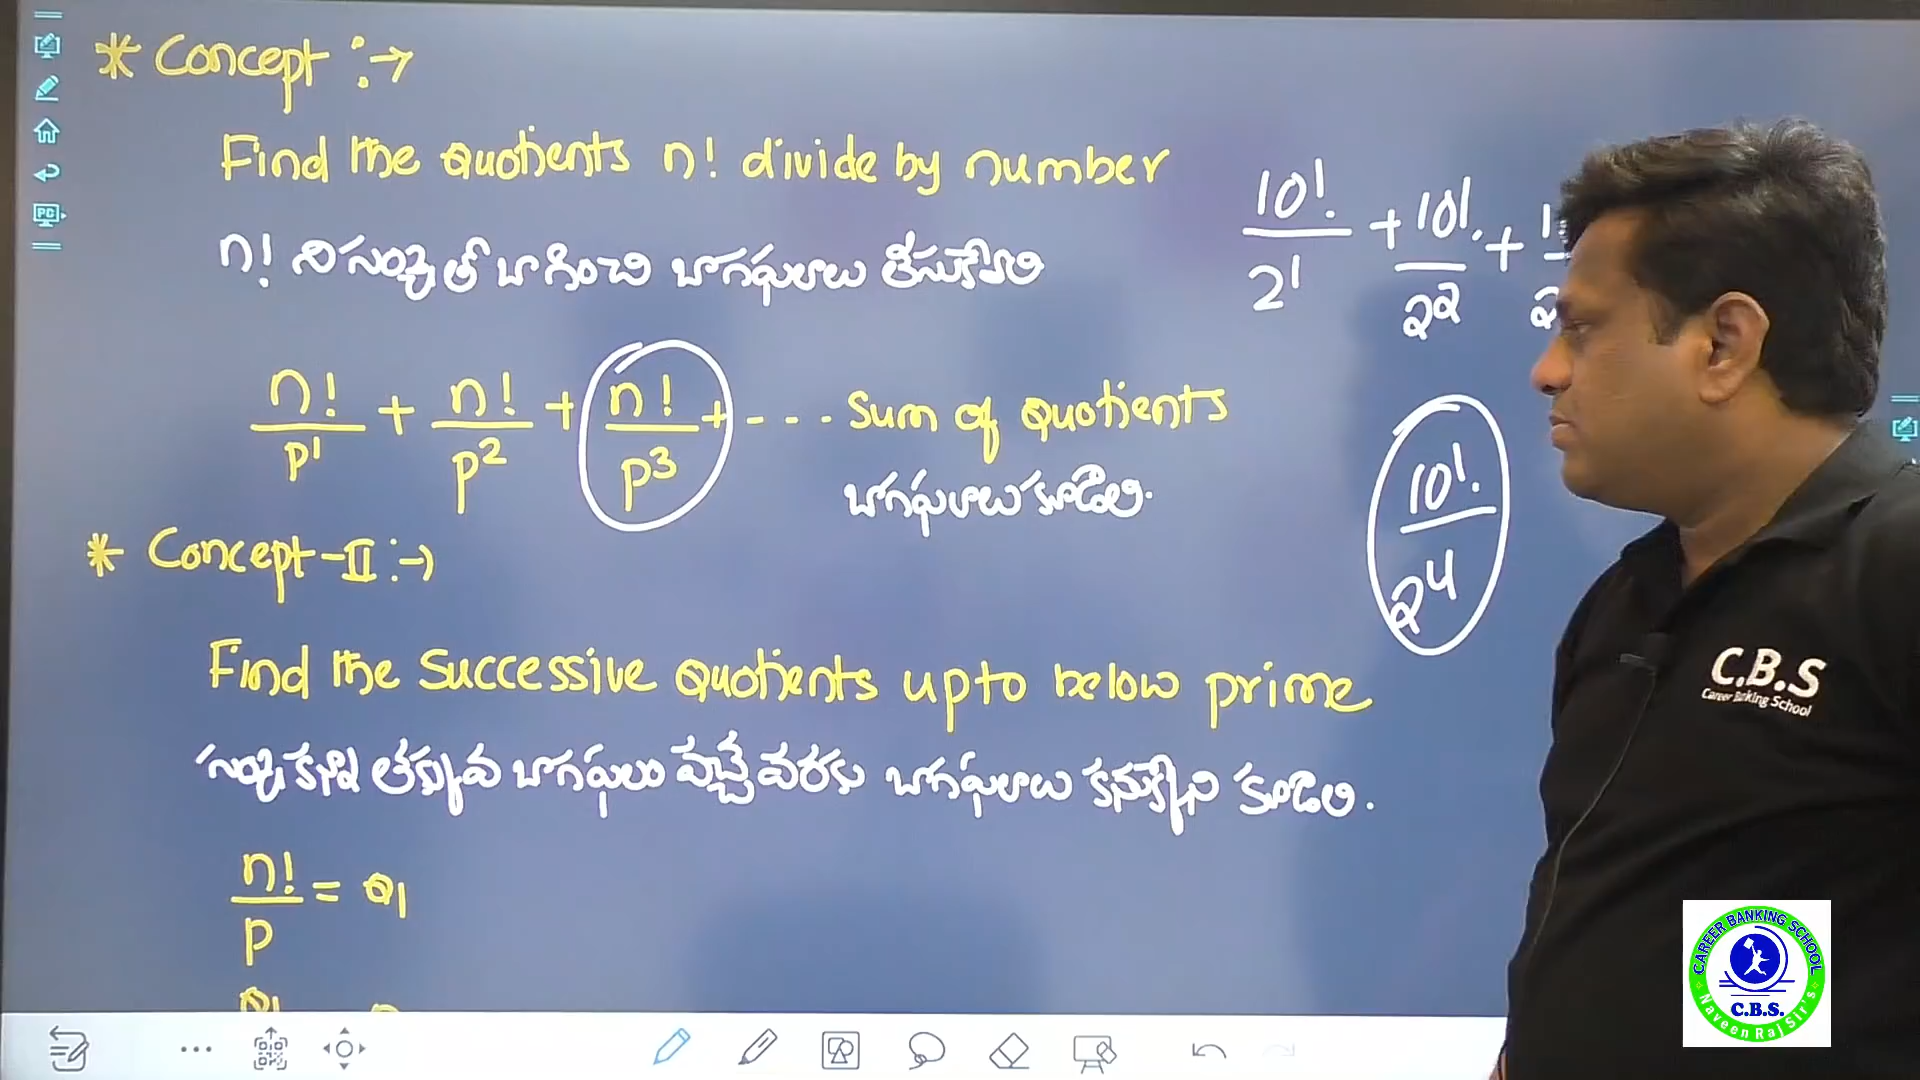 * Concept :→
Find the Quotients n! divide by number
n! ని సంఖ్యతో బాగించి బాగఫలాలు తీసుకోవాలి
n!/p¹ + n!/p² + n!/p³ + - - - - Sum of Quotients
బాగఫలాలు కూడాలి.
10!/2¹ + 10!/2² +
10!/2⁴
* Concept-II :→
Find the Successive Quotients upto below prime
సంఖ్య కన్నా తక్కువ బాగఫలం వచ్చే వరకు బాగఫలాలు కనుక్కొని కూడాలి.
n!/p = Q₁
C.B.S
Career Banking School
CAREER BANKING SCHOOL
C.B.S.
Naveen Raj Sir's